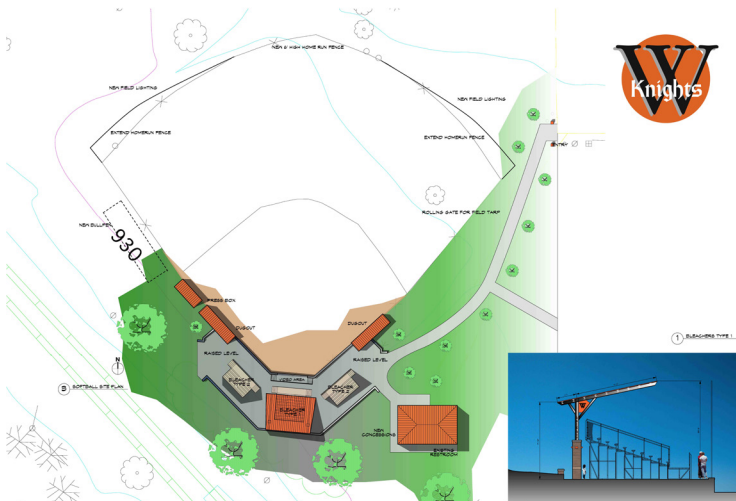 NEW 6' HIGH HOME RUN FENCE
W
Knights
NEW FIELD LIGHTING
NEW FIELD LIGHTING
EXTEND HOMERUN FENCE
EXTEND HOMERUN FENCE
ENTRY
ROLLING GATE FOR FIELD TARP
NEW BULLPEN
930
PRESS BOX
DUGOUT
DUGOUT
RAISED LEVEL
RAISED LEVEL
N
1 BLEACHERS TYPE 1
B SOFTBALL SITE PLAN
BLEACHER
TYPE 2
BLEACHER
TYPE 2
BLEACHER
TYPE 1
NEW
CONCESSIONS
EXISTING
RESTROOM
W